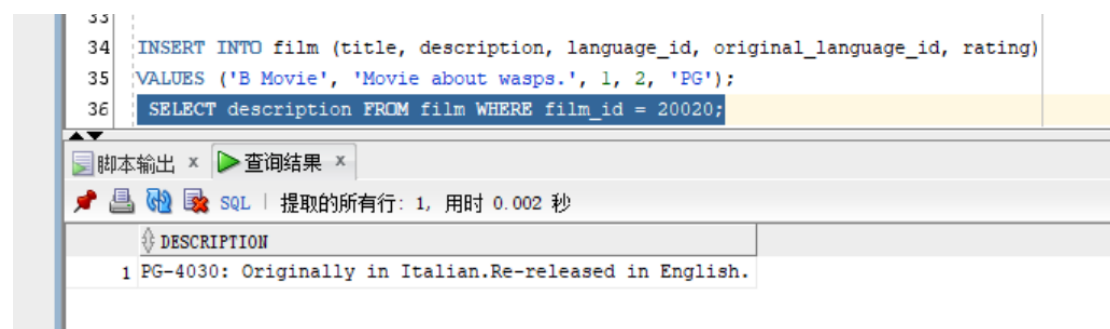 33
34 INSERT INTO film (title, description, language_id, original_language_id, rating)
35 VALUES ('B Movie', 'Movie about wasps.', 1, 2, 'PG');
36 SELECT description FROM film WHERE film_id = 20020;
脚本输出 × 查询结果 ×
SQL | 提取的所有行: 1, 用时 0.002 秒
DESCRIPTION
1 PG-4030: Originally in Italian.Re-released in English.